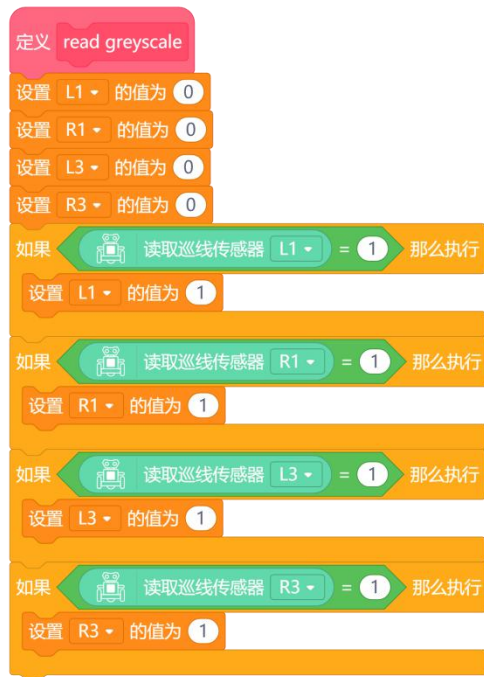 定义 read greyscale
设置 L1 的值为 0
设置 R1 的值为 0
设置 L3 的值为 0
设置 R3 的值为 0
如果 读取巡线传感器 L1 = 1 那么执行
设置 L1 的值为 1
如果 读取巡线传感器 R1 = 1 那么执行
设置 R1 的值为 1
如果 读取巡线传感器 L3 = 1 那么执行
设置 L3 的值为 1
如果 读取巡线传感器 R3 = 1 那么执行
设置 R3 的值为 1